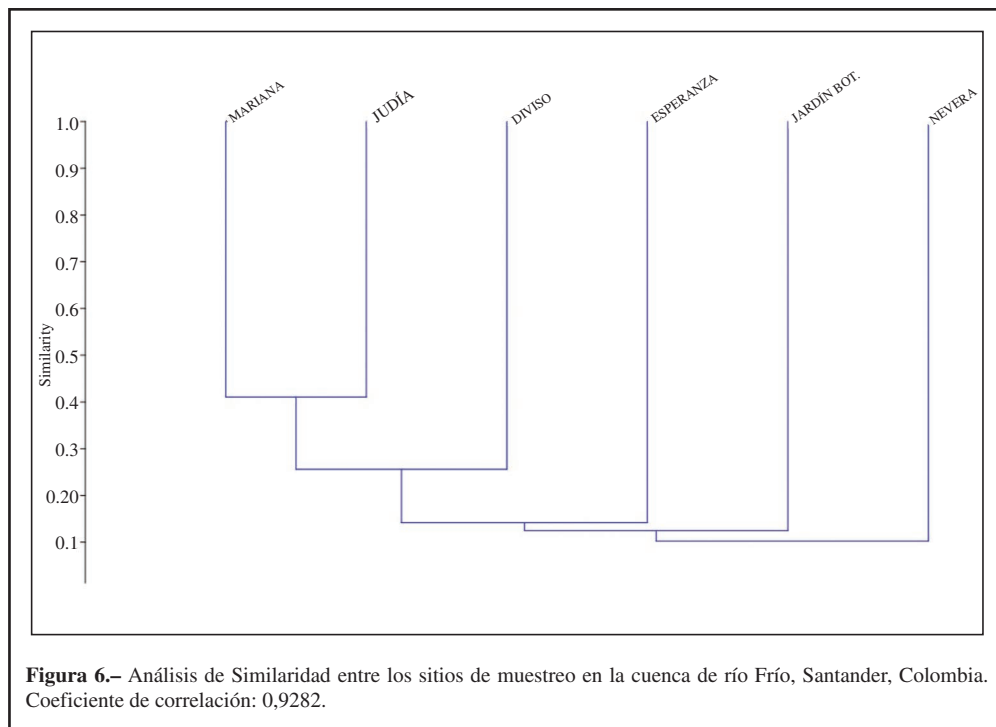 MARIANA
JUDÍA
DIVISO
ESPERANZA
JARDÍN BOT.
NEVERA
1.0
0.9
0.8
0.7
0.6
0.5
0.4
0.3
0.20
0.1
Similarity
Figura 6.– Análisis de Similaridad entre los sitios de muestreo en la cuenca de río Frío, Santander, Colombia.
Coeficiente de correlación: 0,9282.